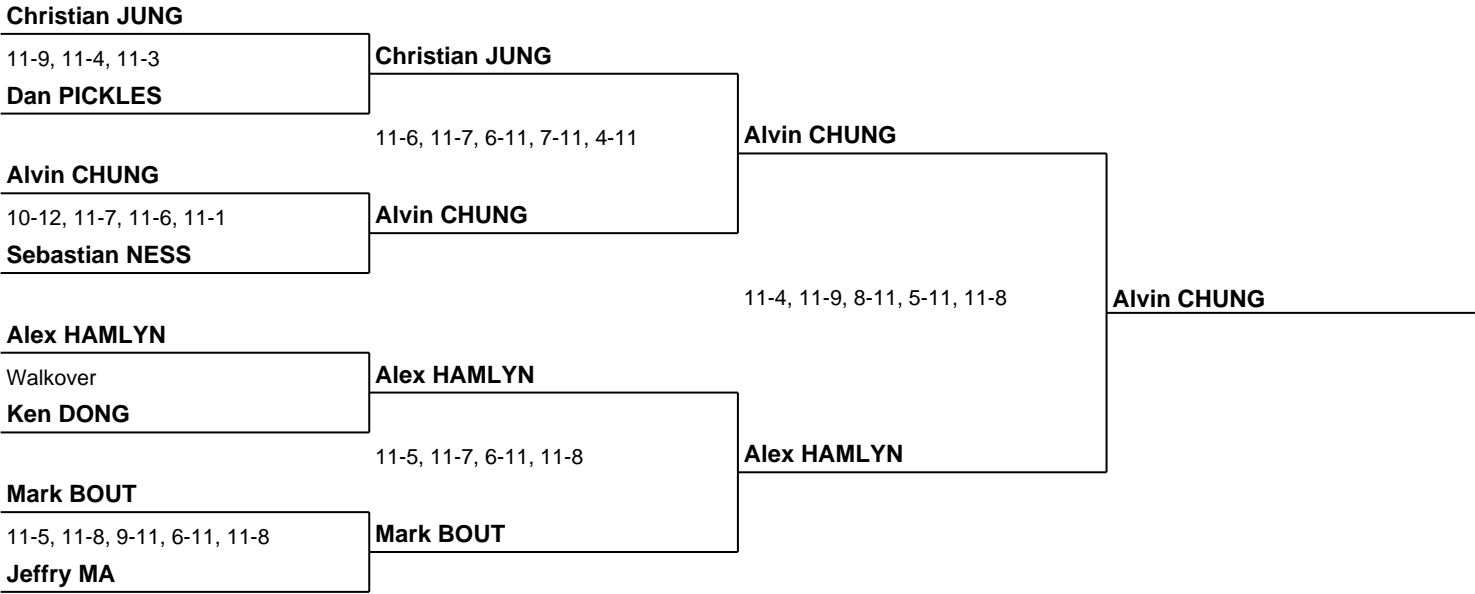 Christian JUNG
11-9, 11-4, 11-3
Dan PICKLES
Christian JUNG
11-6, 11-7, 6-11, 7-11, 4-11
Alvin CHUNG
Alvin CHUNG
10-12, 11-7, 11-6, 11-1
Sebastian NESS
Alvin CHUNG
11-4, 11-9, 8-11, 5-11, 11-8
Alvin CHUNG
Alex HAMLYN
Walkover
Ken DONG
Alex HAMLYN
11-5, 11-7, 6-11, 11-8
Alex HAMLYN
Mark BOUT
11-5, 11-8, 9-11, 6-11, 11-8
Jeffry MA
Mark BOUT